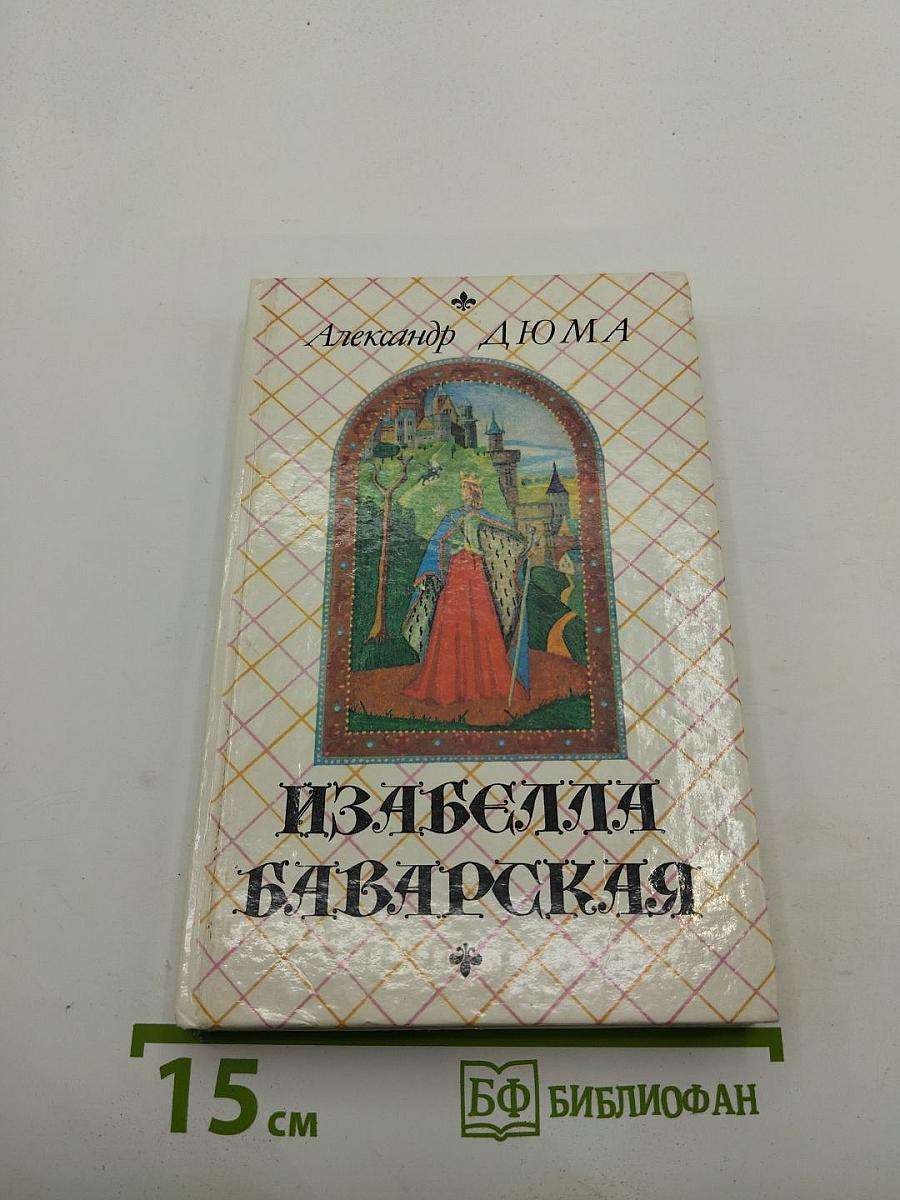 Александр ДЮМА
ИЗАБЕЛЛА
БАВАРСКАЯ
15 см
БФ БИБЛИОФАН